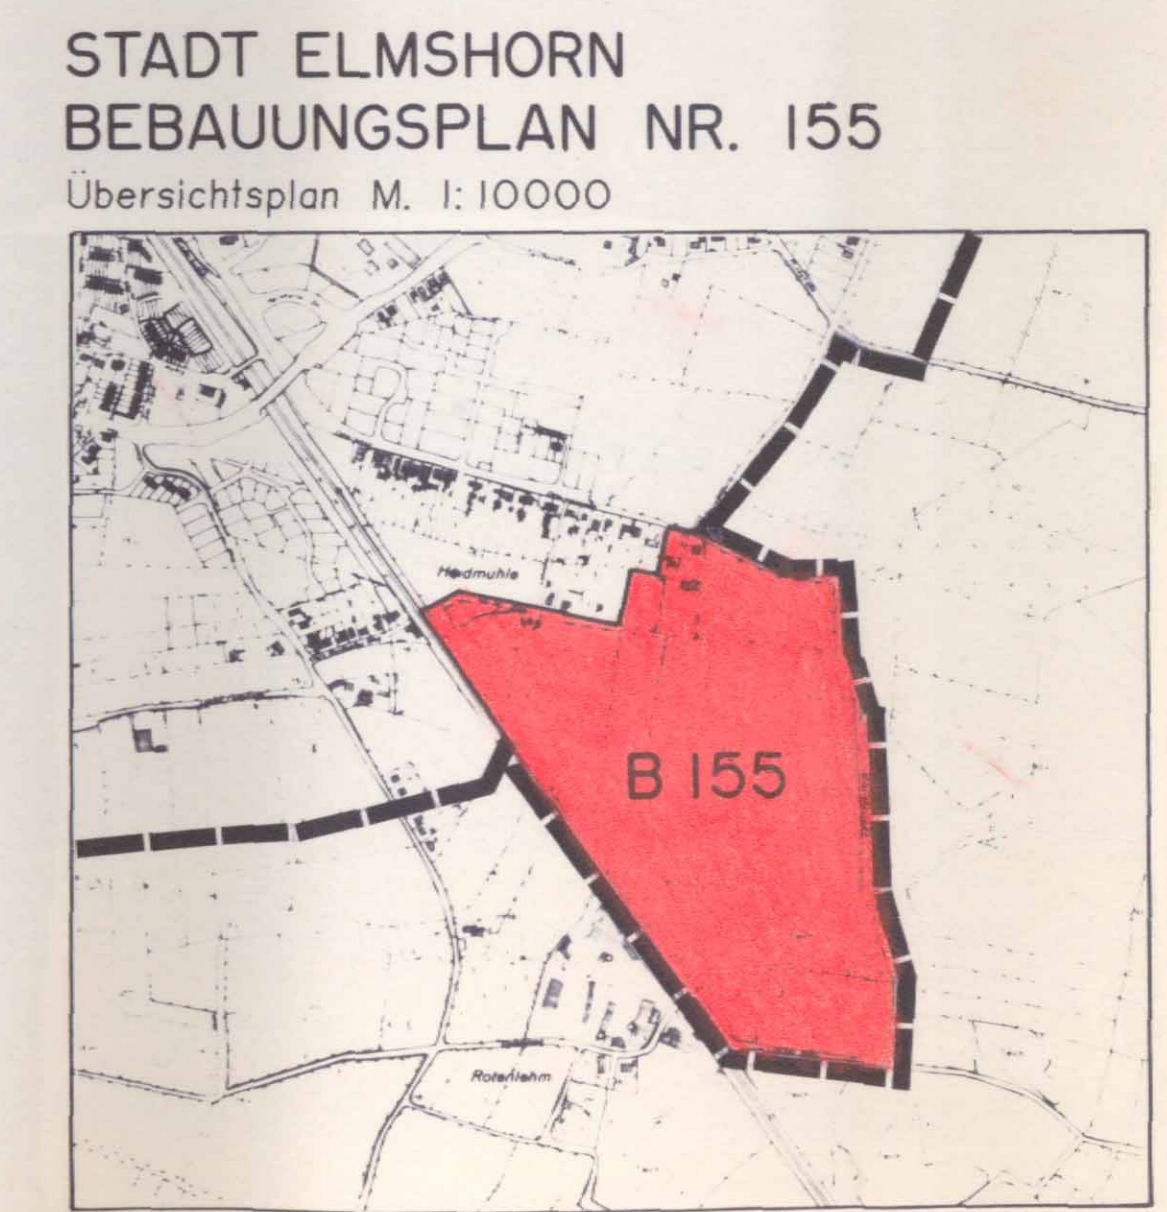 STADT ELMSHORN
BEBAUUNGSPLAN NR. 155
Übersichtsplan M. 1:10000
Heidmühle
B 155
Rotenlehm